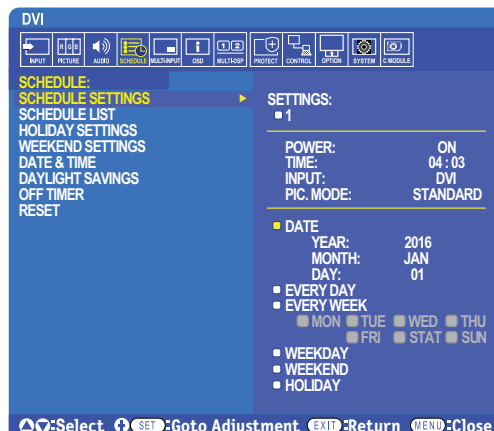 DVI
INPUT RGB PICTURE AUDIO SCHEDULE MULTI-INPUT i OSD 1 2 MULTI-DSP PROTECT CONTROL OPTION SYSTEM C MODULE
SCHEDULE:
SCHEDULE SETTINGS
SCHEDULE LIST
HOLIDAY SETTINGS
WEEKEND SETTINGS
DATE & TIME
DAYLIGHT SAVINGS
OFF TIMER
RESET
SETTINGS:
1
POWER: ON
TIME: 04 : 03
INPUT: DVI
PIC. MODE: STANDARD
DATE
YEAR: 2016
MONTH: JAN
DAY: 01
EVERY DAY
EVERY WEEK
MON TUE WED THU
FRI STAT SUN
WEEKDAY
WEEKEND
HOLIDAY
:Select SET :Goto Adjustment EXIT :Return MENU :Close